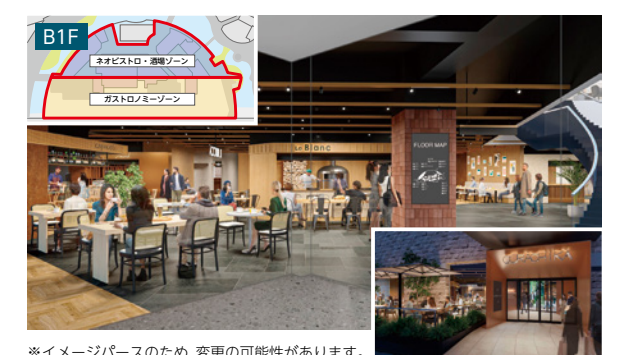 B1F
ネオビストロ・酒場ゾーン
ガストロノミーゾーン
Le Blanc
FLOOR MAP
※イメージパースのため、変更の可能性があります。